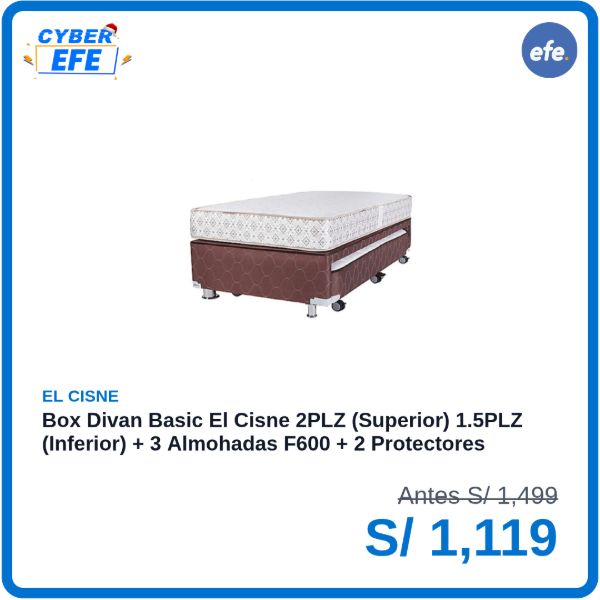 CYBER
EFE
efe.
EL CISNE
Box Divan Basic El Cisne 2PLZ (Superior) 1.5PLZ
(Inferior) + 3 Almohadas F600 + 2 Protectores
Antes S/ 1,499
S/ 1,119